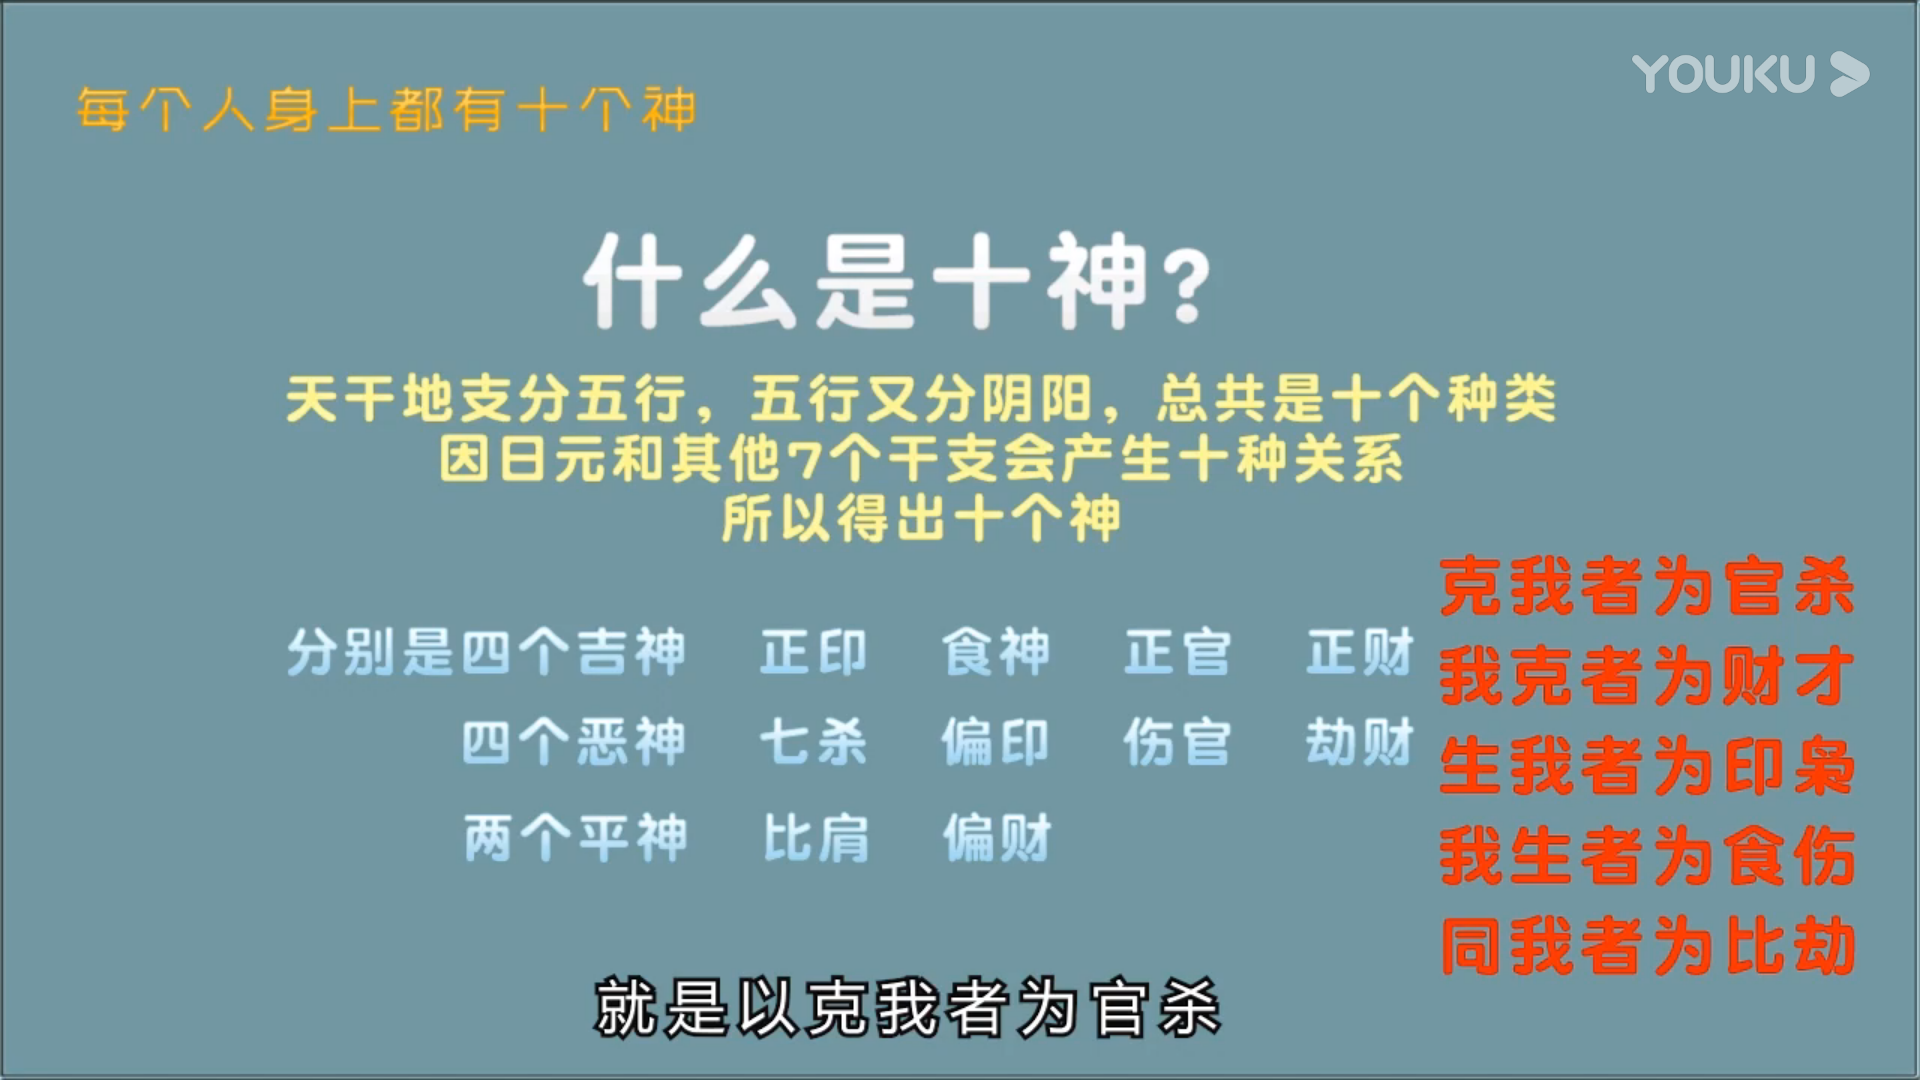 YOUKU
每个人身上都有十个神
什么是十神?
天干地支分五行，五行又分阴阳，总共是十个种类
因日元和其他7个干支会产生十种关系
所以得出十个神
分别是四个吉神 正印 食神 正官 正财
四个恶神 七杀 偏印 伤官 劫财
两个平神 比肩 偏财
克我者为官杀
我克者为财才
生我者为印枭
我生者为食伤
同我者为比劫
就是以克我者为官杀